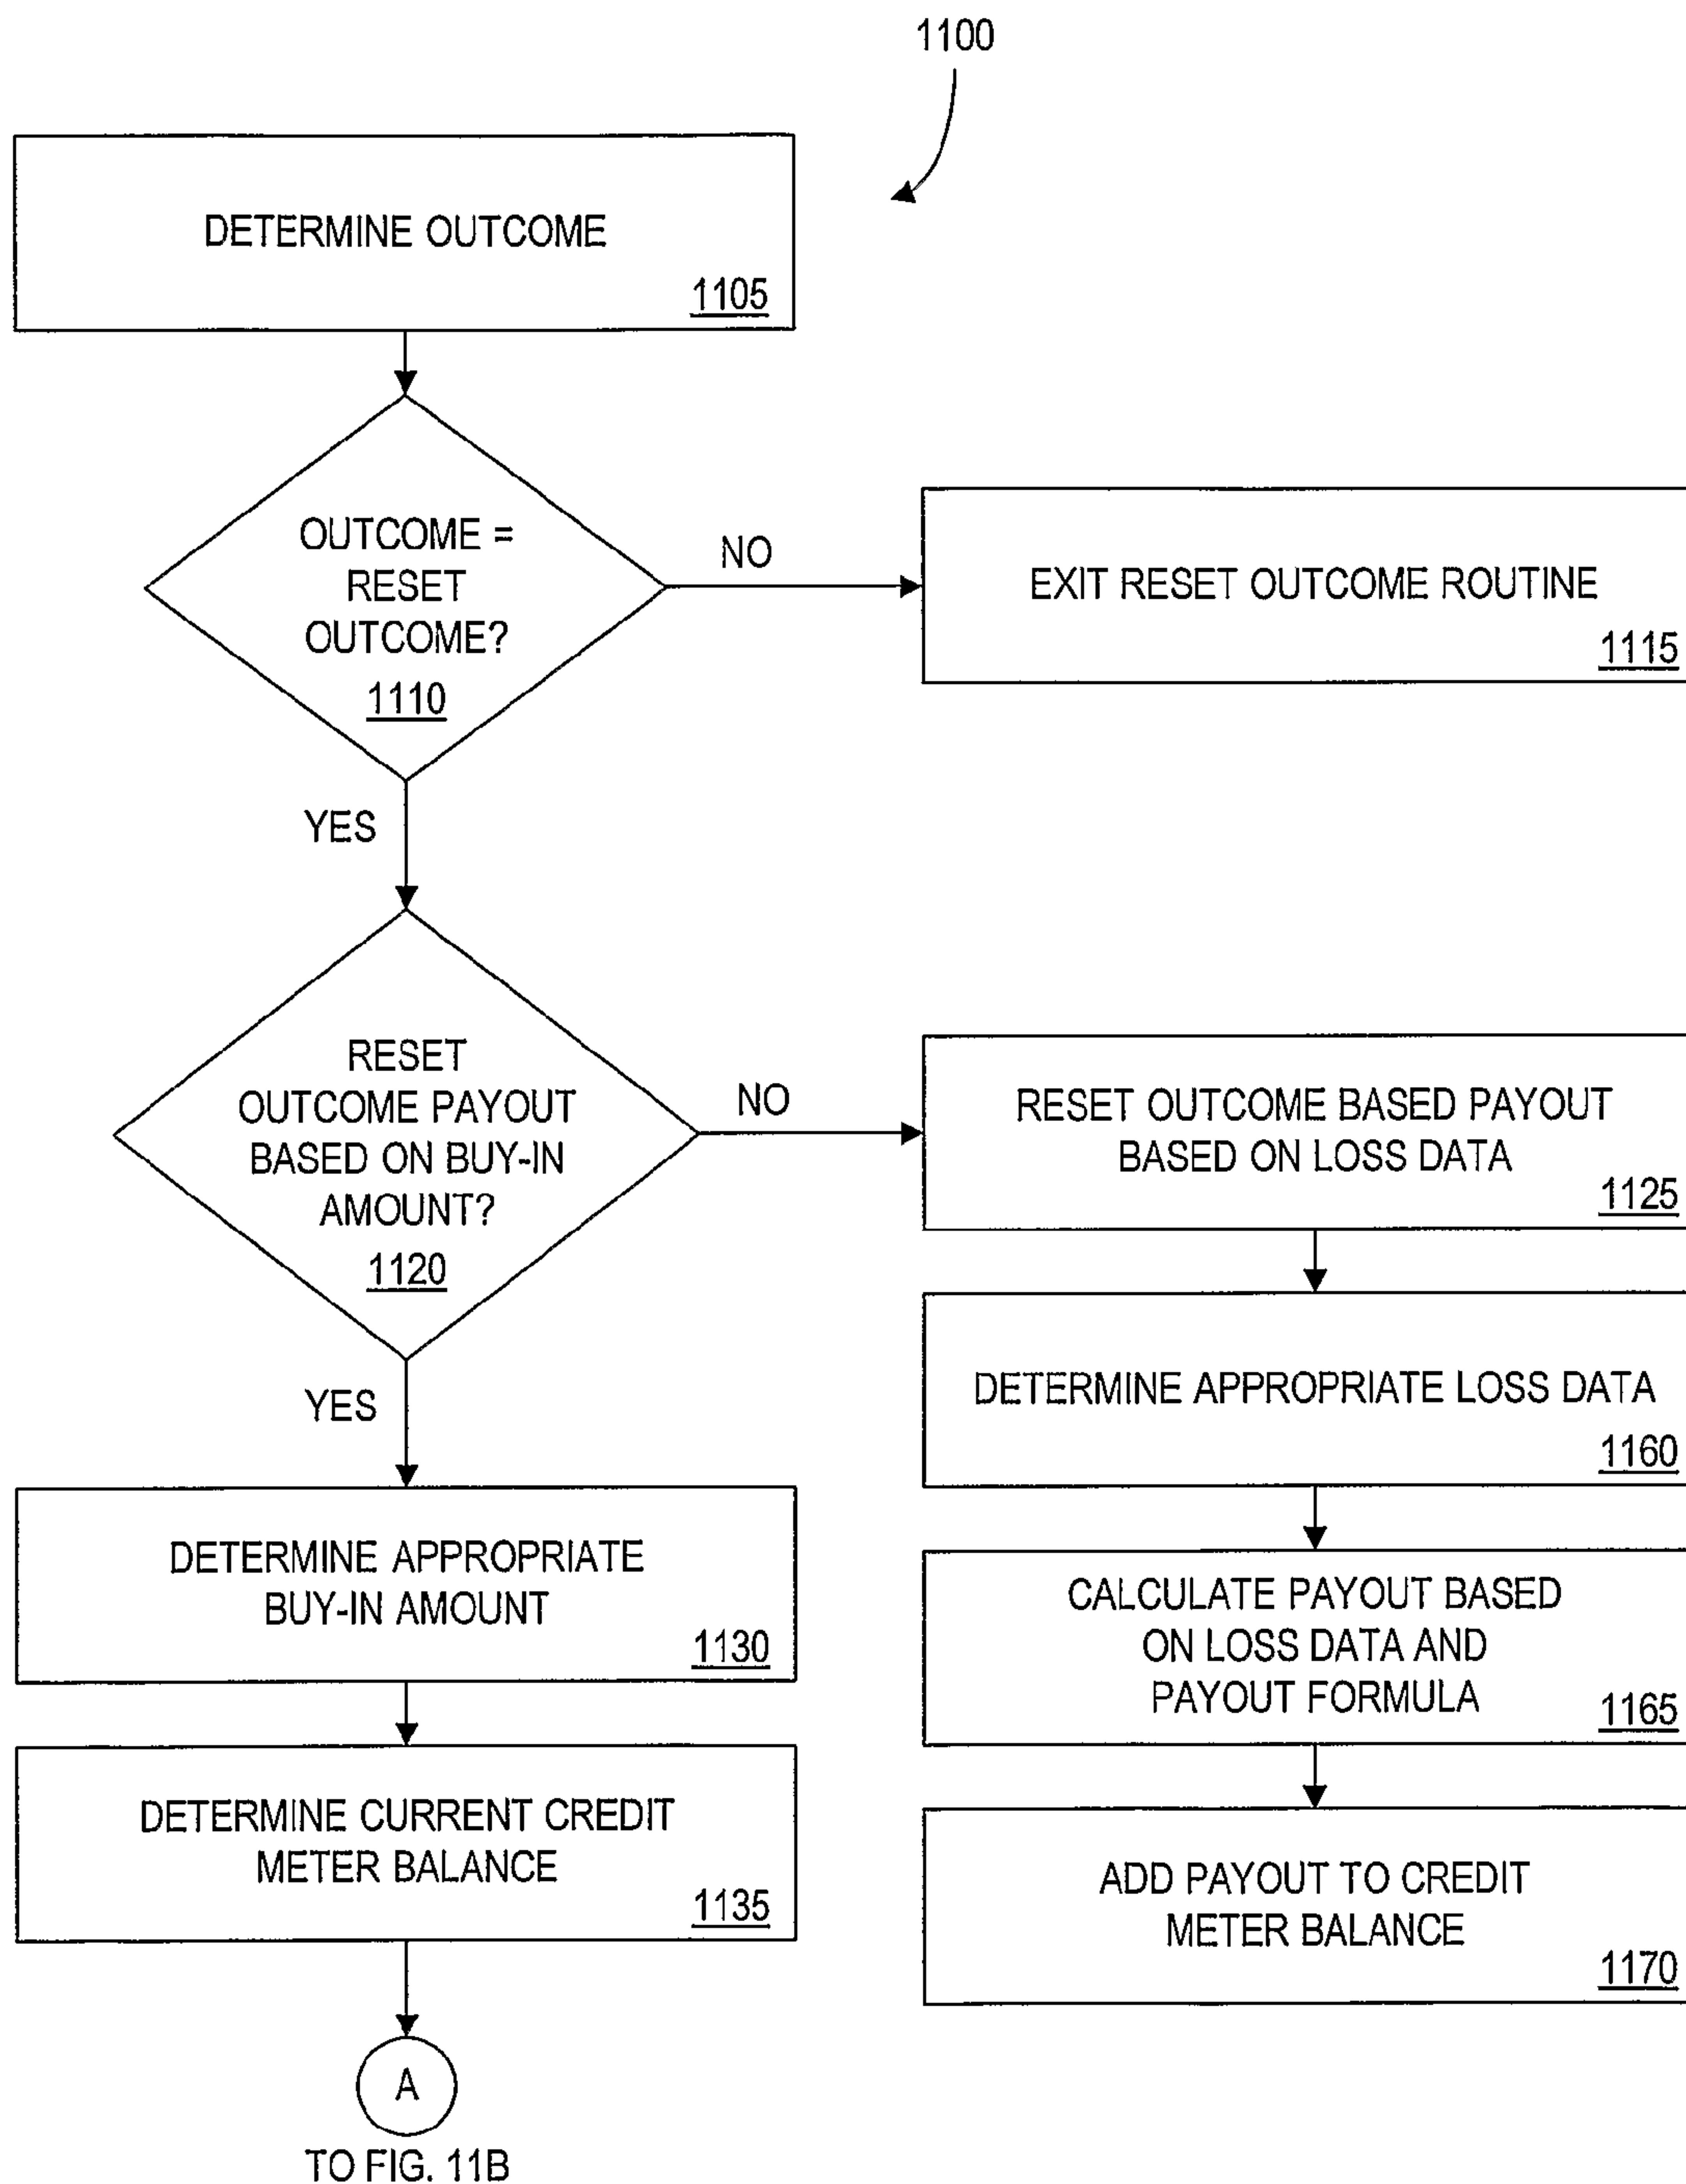 1100
DETERMINE OUTCOME
1105
OUTCOME =
RESET
OUTCOME?
1110
NO
EXIT RESET OUTCOME ROUTINE
1115
YES
RESET
OUTCOME PAYOUT
BASED ON BUY-IN
AMOUNT?
1120
NO
RESET OUTCOME BASED PAYOUT
BASED ON LOSS DATA
1125
DETERMINE APPROPRIATE LOSS DATA
1160
CALCULATE PAYOUT BASED
ON LOSS DATA AND
PAYOUT FORMULA
1165
ADD PAYOUT TO CREDIT
METER BALANCE
1170
YES
DETERMINE APPROPRIATE
BUY-IN AMOUNT
1130
DETERMINE CURRENT CREDIT
METER BALANCE
1135
A
TO FIG. 11B